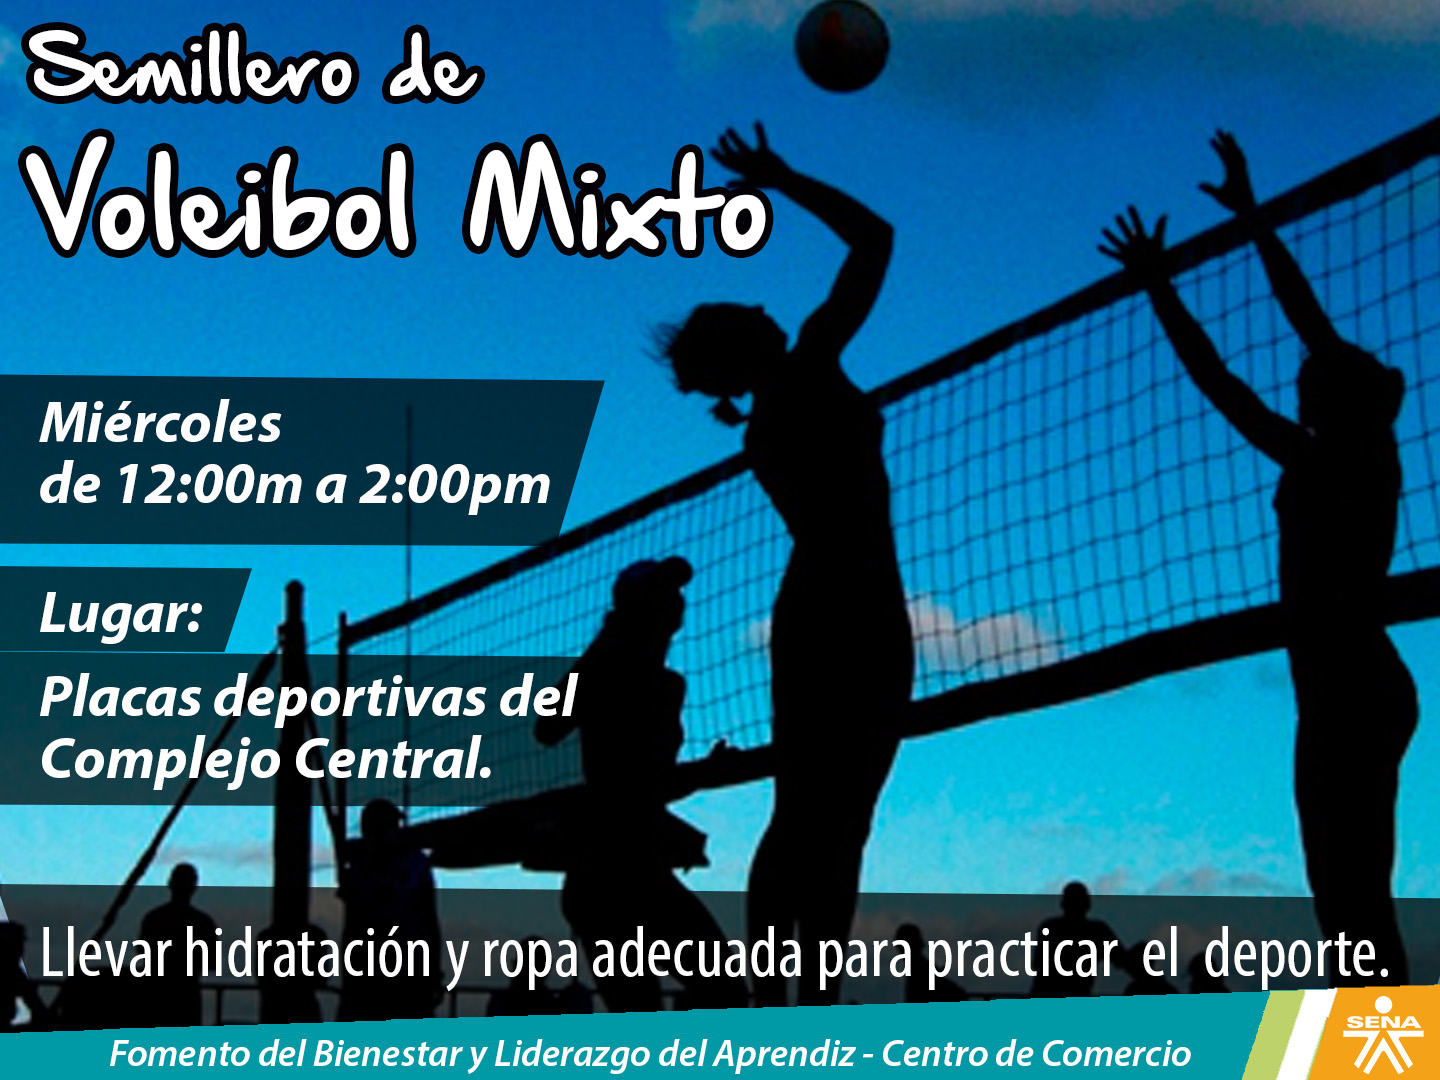 Semillero de
Voleibol Mixto
Miércoles
de 12:00m a 2:00pm
Lugar:
Placas deportivas del
Complejo Central.
Llevar hidratación y ropa adecuada para practicar el deporte.
Fomento del Bienestar y Liderazgo del Aprendiz - Centro de Comercio
SENA